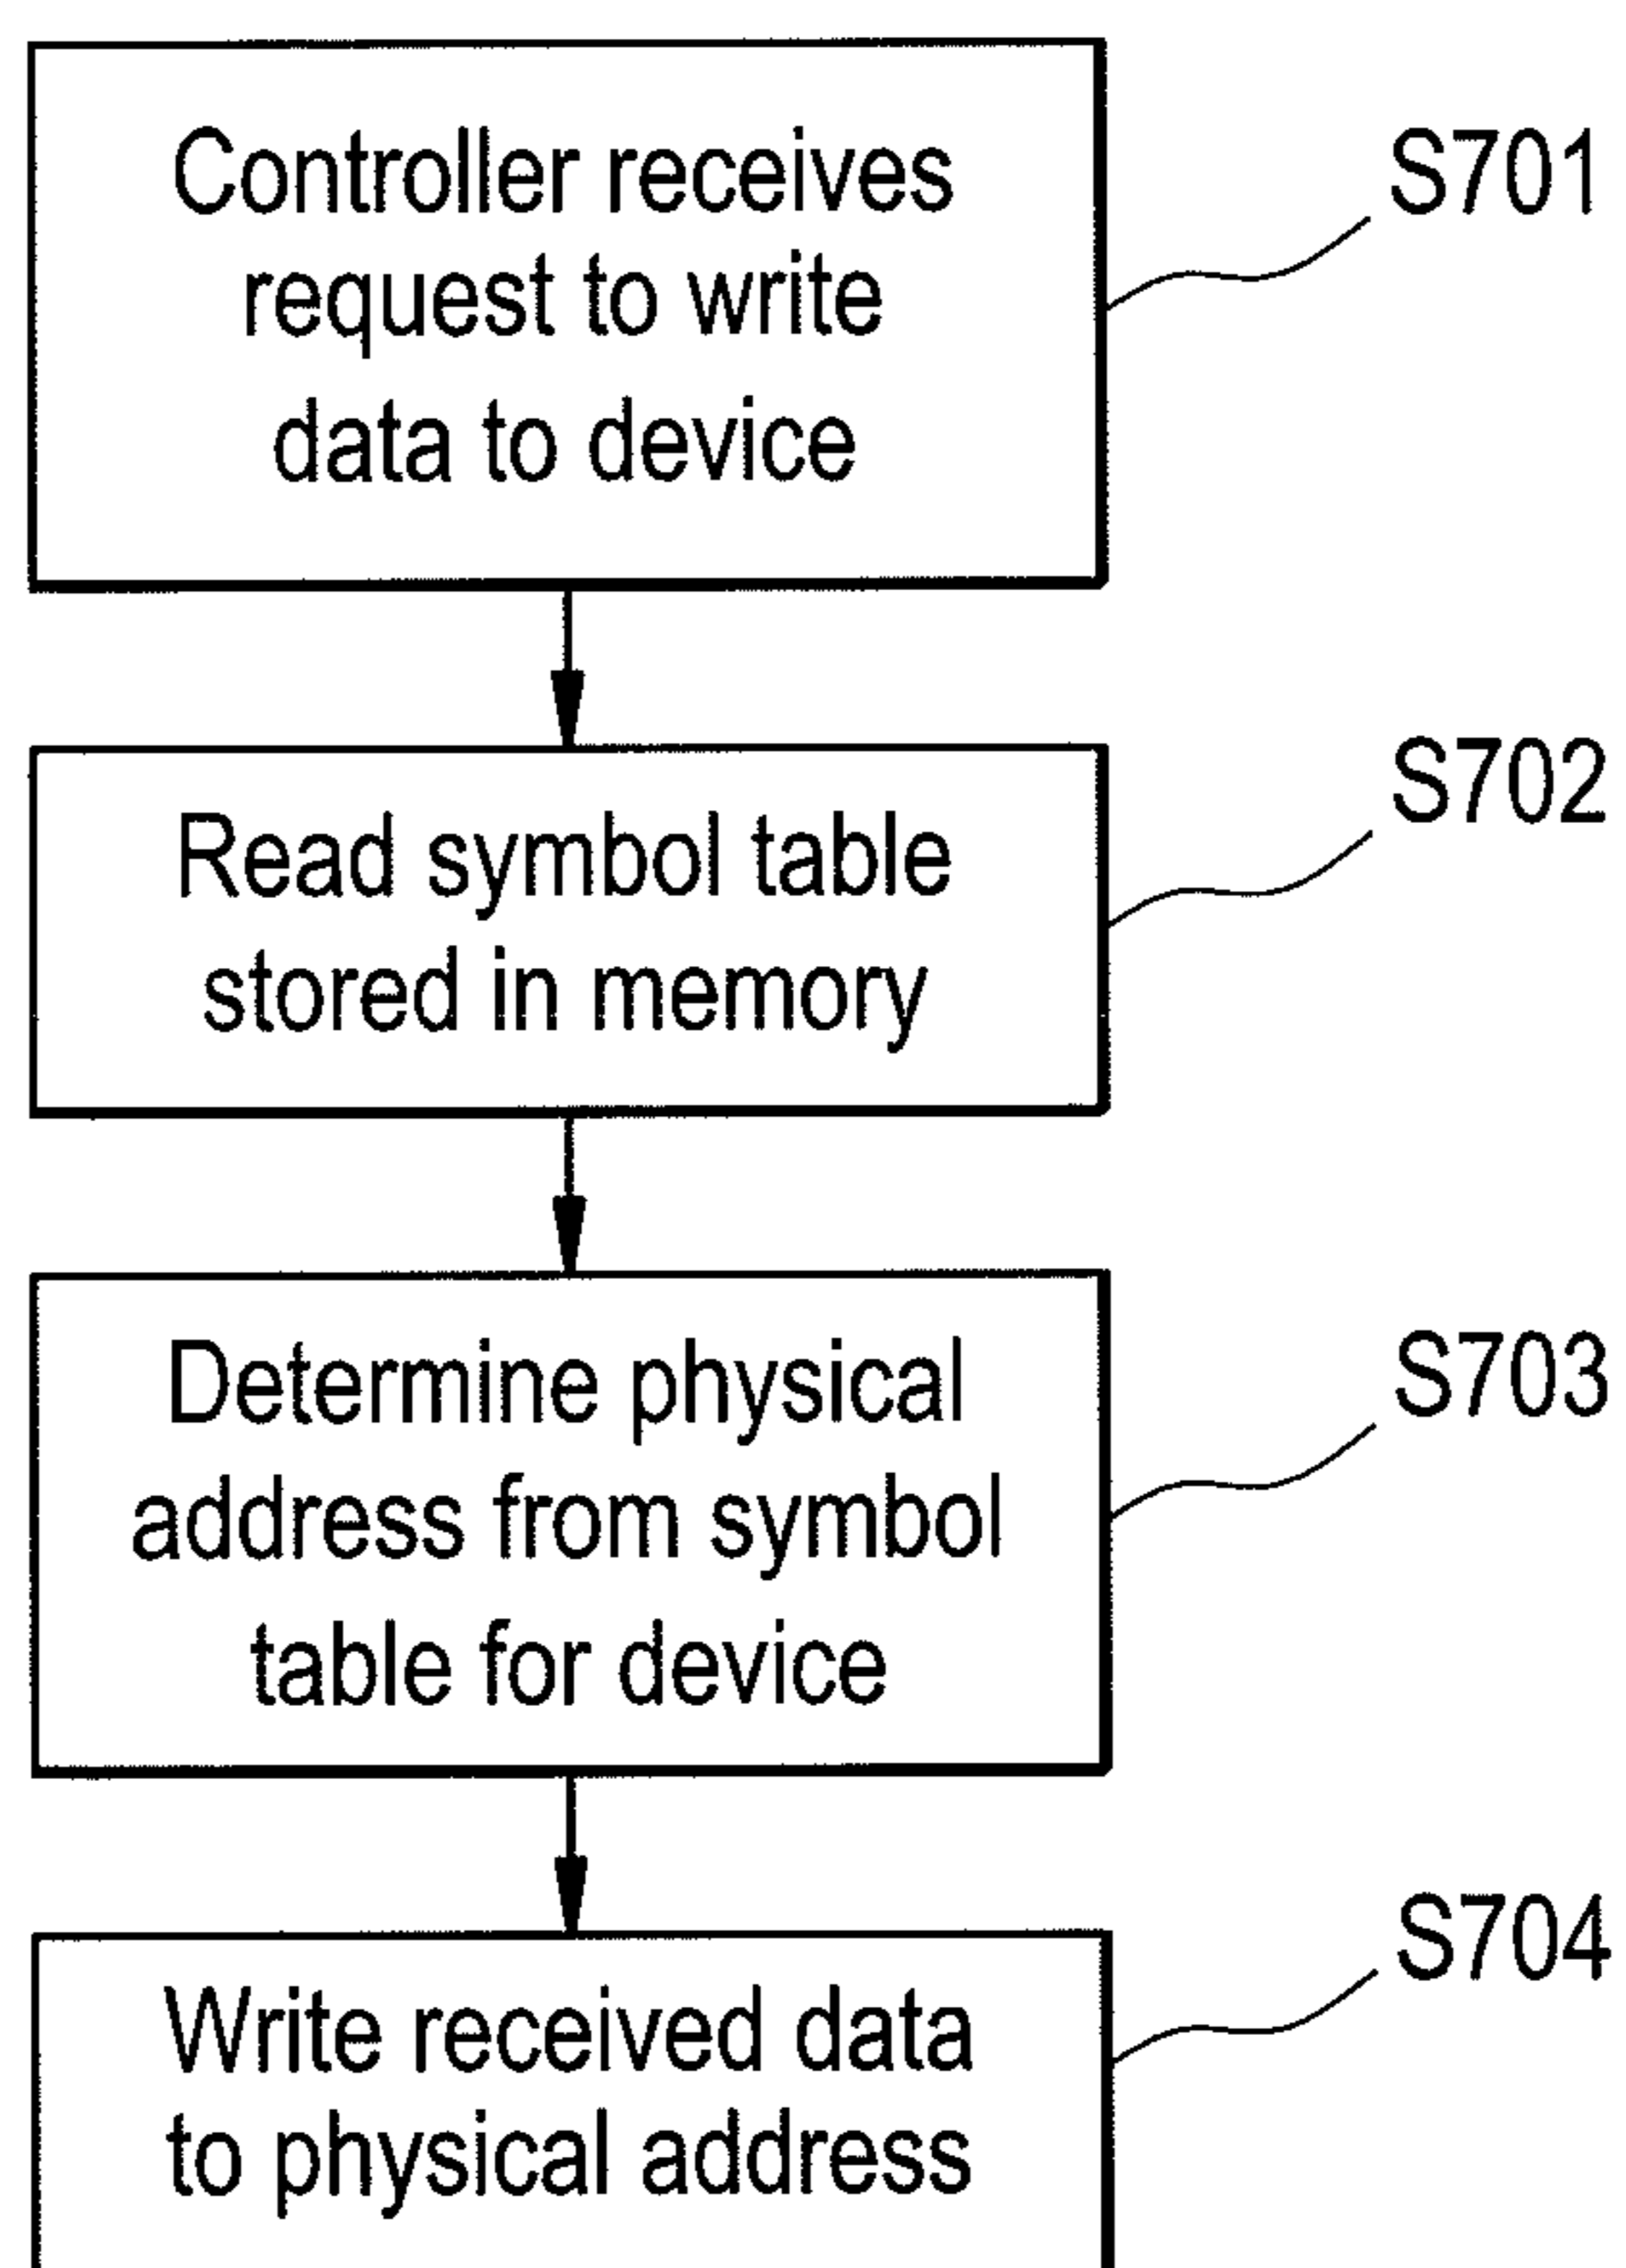 Controller receives
request to write
data to device
S701
Read symbol table
stored in memory
S702
Determine physical
address from symbol
table for device
S703
Write received data
to physical address
S704